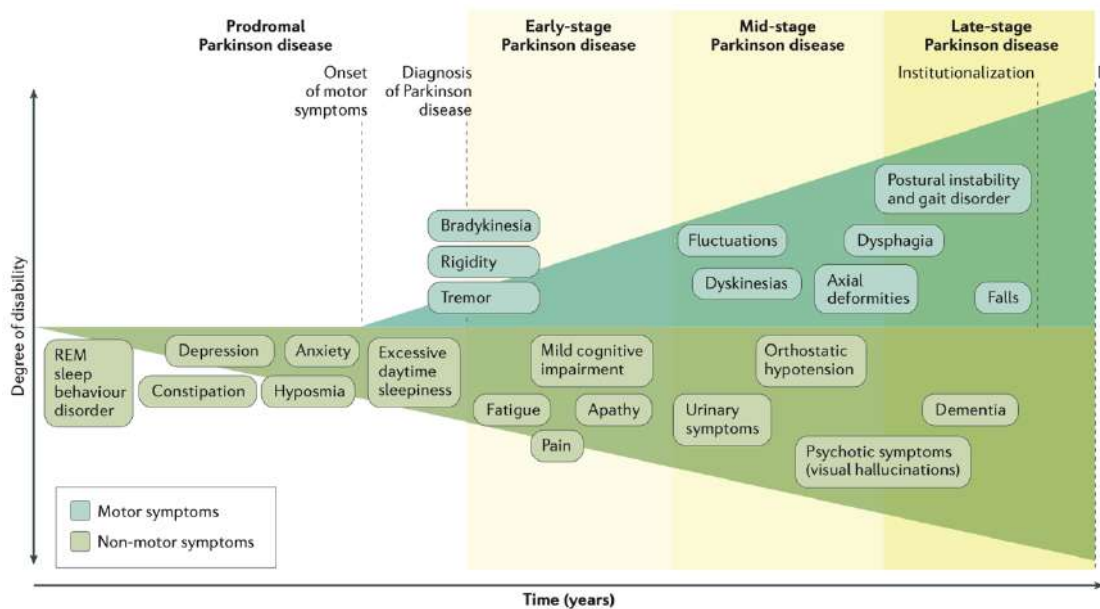 Prodromal
Parkinson disease
Early-stage
Parkinson disease
Mid-stage
Parkinson disease
Late-stage
Parkinson disease
Onset
of motor
symptoms
Diagnosis
of Parkinson
disease
Institutionalization
Degree of disability
Bradykinesia
Rigidity
Tremor
Fluctuations
Dyskinesias
Dysphagia
Axial
deformities
Postural instability
and gait disorder
Falls
REM
sleep
behaviour
disorder
Depression
Constipation
Anxiety
Hyposmia
Excessive
daytime
sleepiness
Mild cognitive
impairment
Fatigue
Apathy
Pain
Orthostatic
hypotension
Urinary
symptoms
Dementia
Psychotic symptoms
(visual hallucinations)
Motor symptoms
Non-motor symptoms
Time (years)